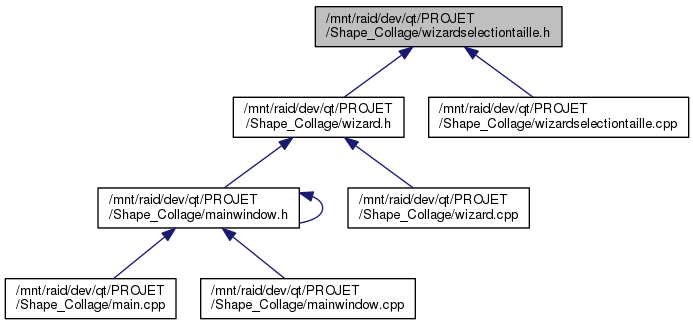 /mnt/raid/dev/qt/PROJET
/Shape_Collage/wizardselectiontaille.h
/mnt/raid/dev/qt/PROJET
/Shape_Collage/wizard.h
/mnt/raid/dev/qt/PROJET
/Shape_Collage/wizardselectiontaille.cpp
/mnt/raid/dev/qt/PROJET
/Shape_Collage/mainwindow.h
/mnt/raid/dev/qt/PROJET
/Shape_Collage/wizard.cpp
/mnt/raid/dev/qt/PROJET
/Shape_Collage/main.cpp
/mnt/raid/dev/qt/PROJET
/Shape_Collage/mainwindow.cpp